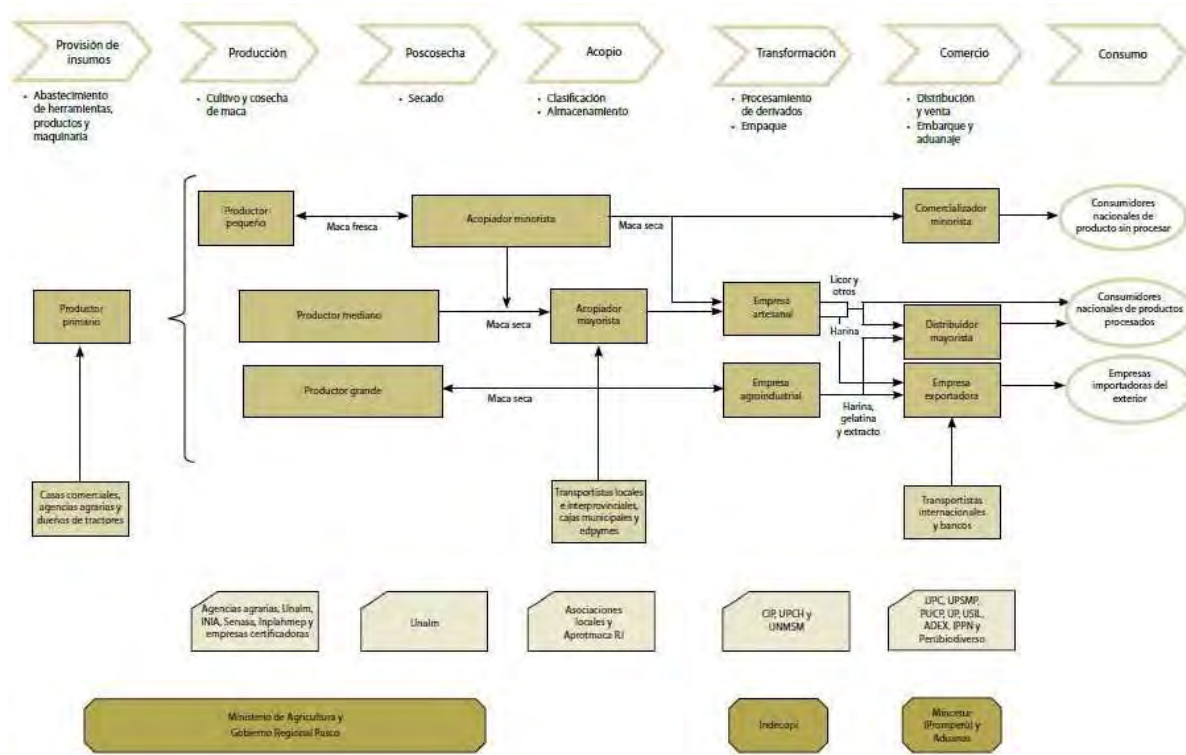 Provisión de
insumos
Producción
Poscosecha
Acopio
Transformación
Comercio
Consumo
• Abastecimiento
de herramientas,
productos y
maquinaria
• Cultivo y cosecha
de maca
• Secado
• Clasificación
• Almacenamiento
• Procesamiento
de derivados
• Empaque
• Distribución
y venta
• Embarque y
aduanaje
Productor
pequeño
Maca fresca
Acopiador minorista
Maca seca
Comercializador
minorista
Consumidores
nacionales de
producto sin procesar
Productor
primario
Productor mediano
Maca seca
Acopiador
mayorista
Empresa
artesanal
Licor y
otros
Harina
Distribuidor
mayorista
Consumidores
nacionales de productos
procesados
Productor grande
Maca seca
Empresa
agroindustrial
Harina,
gelatina
y extracto
Empresa
exportadora
Empresas
importadoras del
exterior
Casas comerciales,
agencias agrarias y
dueños de tractores
Transportistas locales
e interprovinciales,
cajas municipales y
edpymes
Transportistas
internacionales
y bancos
Agencias agrarias, Unalm,
INIA, Senasa, Inplahmep y
empresas certificadoras
Unalm
Asociaciones
locales y
Aprotmaca RJ
CIP, UPCH y
UNMSM
UPC, UPSMP,
PUCP, UP, USIL,
ADEX, IPPN y
Perúbiodiverso
Ministerio de Agricultura y
Gobierno Regional Pasco
Indecopi
Mincetur
(Promperú) y
Aduanas